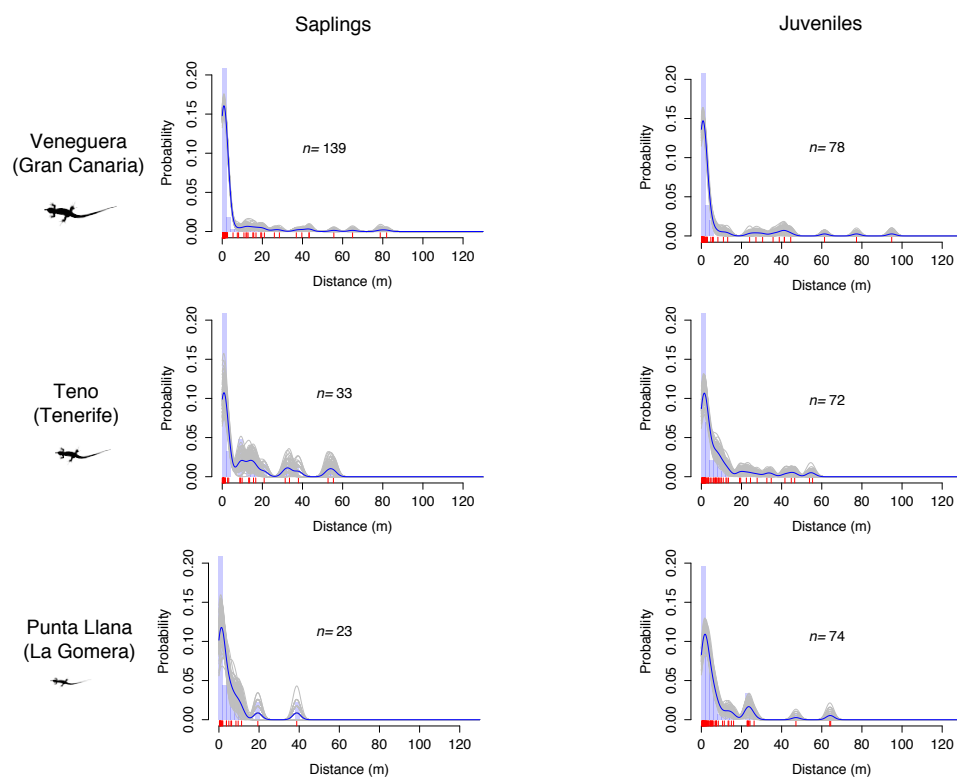 Saplings
Juveniles
Veneguera
(Gran Canaria)
Probability
0.00 0.05 0.10 0.15 0.20
n= 139
0 20 40 60 80 100 120
Distance (m)
Probability
0.00 0.05 0.10 0.15 0.20
n= 78
0 20 40 60 80 100 120
Distance (m)
Teno
(Tenerife)
Probability
0.00 0.05 0.10 0.15 0.20
n= 33
0 20 40 60 80 100 120
Distance (m)
Probability
0.00 0.05 0.10 0.15 0.20
n= 72
0 20 40 60 80 100 120
Distance (m)
Punta Llana
(La Gomera)
Probability
0.00 0.05 0.10 0.15 0.20
n= 23
0 20 40 60 80 100 120
Distance (m)
Probability
0.00 0.05 0.10 0.15 0.20
n= 74
0 20 40 60 80 100 120
Distance (m)